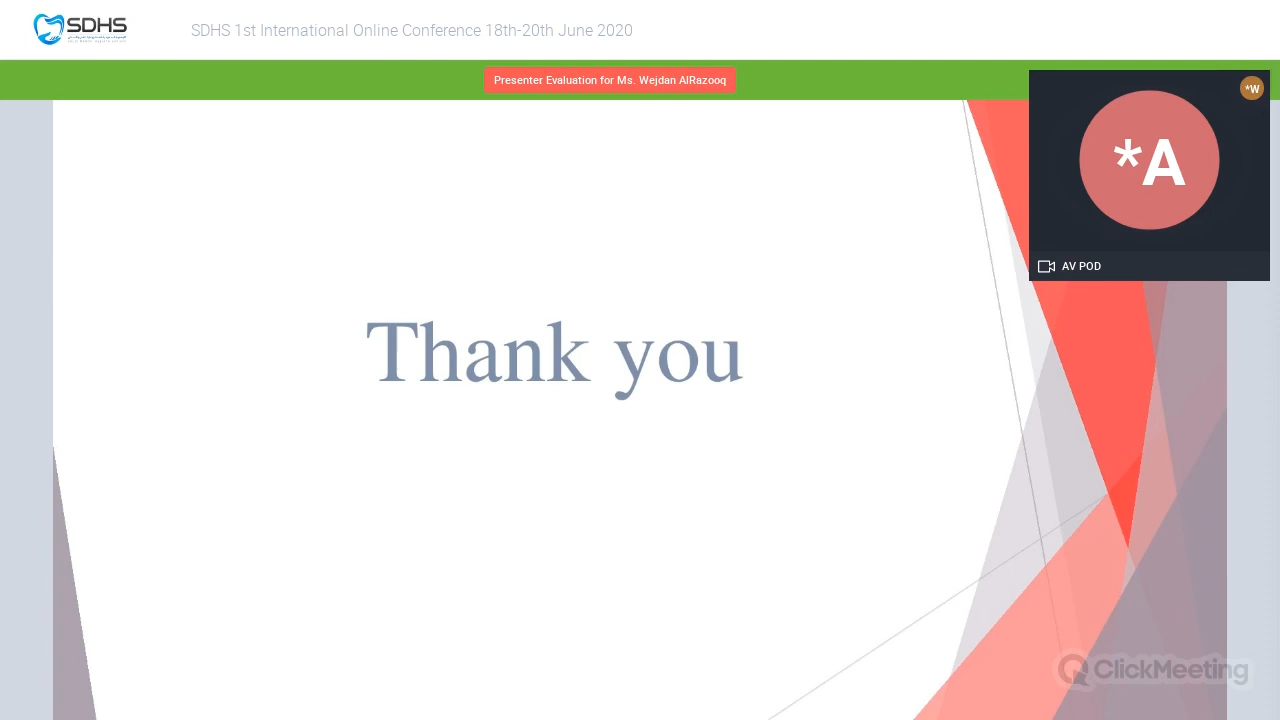 SDHS
SDHS 1st International Online Conference 18th-20th June 2020
Presenter Evaluation for Ms. Wejdan AlRazooq
*W
*A
AV POD
Thank you
ClickMeeting